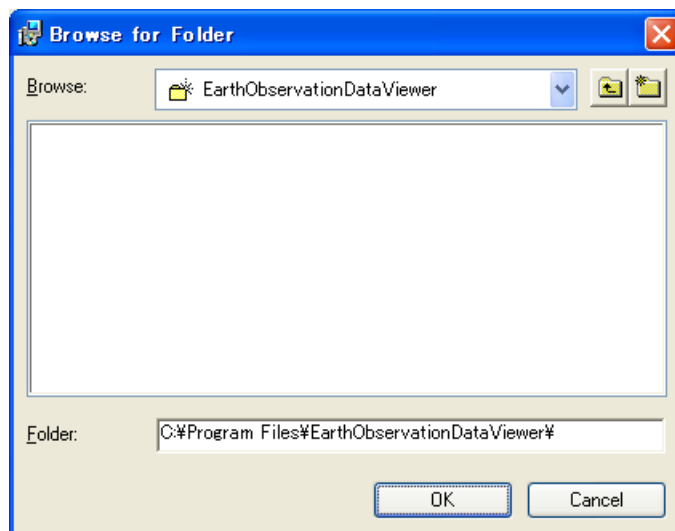 Browse for Folder
Browse:
EarthObservationDataViewer
Folder:
C:¥Program Files¥EarthObservationDataViewer¥
OK
Cancel